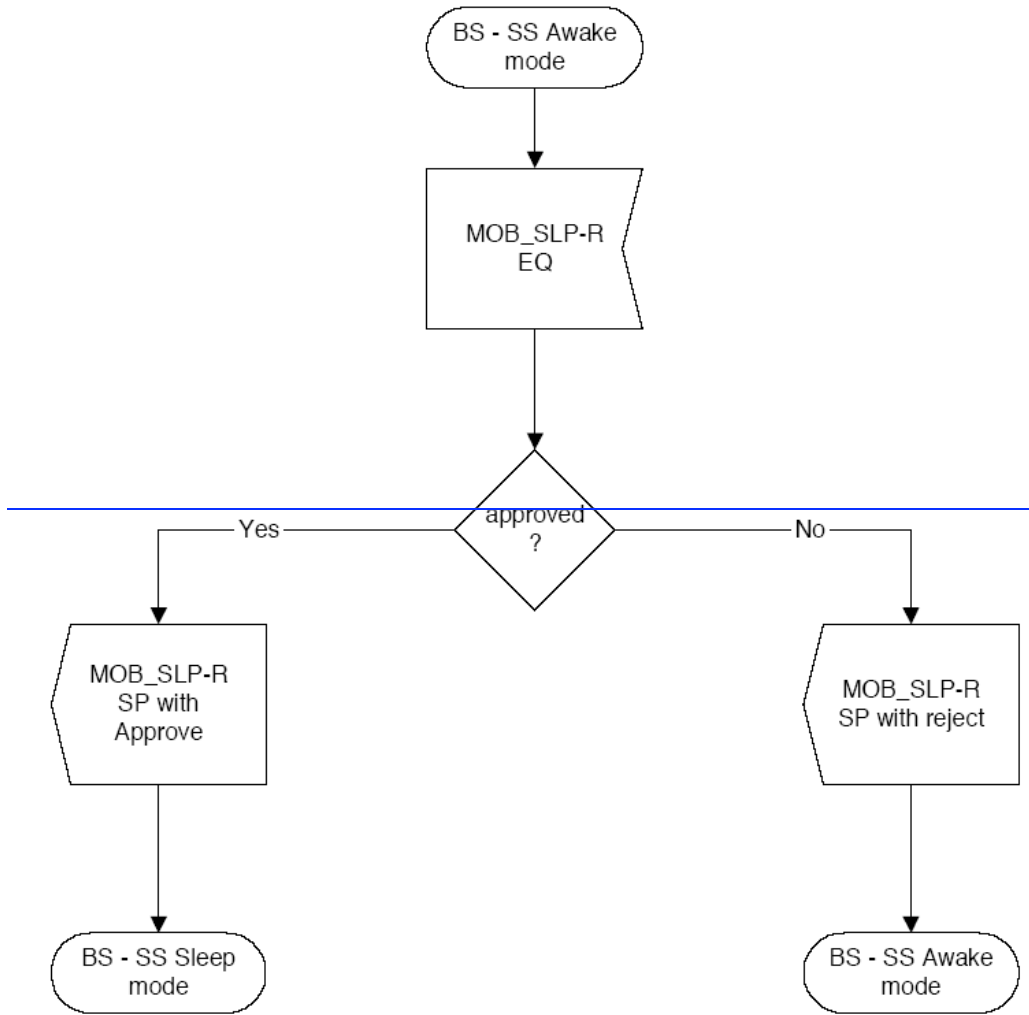 BS - SS Awake
mode
MOB_SLP-R
EQ
approved
?
Yes
No
MOB_SLP-R
SP with
Approve
MOB_SLP-R
SP with reject
BS - SS Sleep
mode
BS - SS Awake
mode